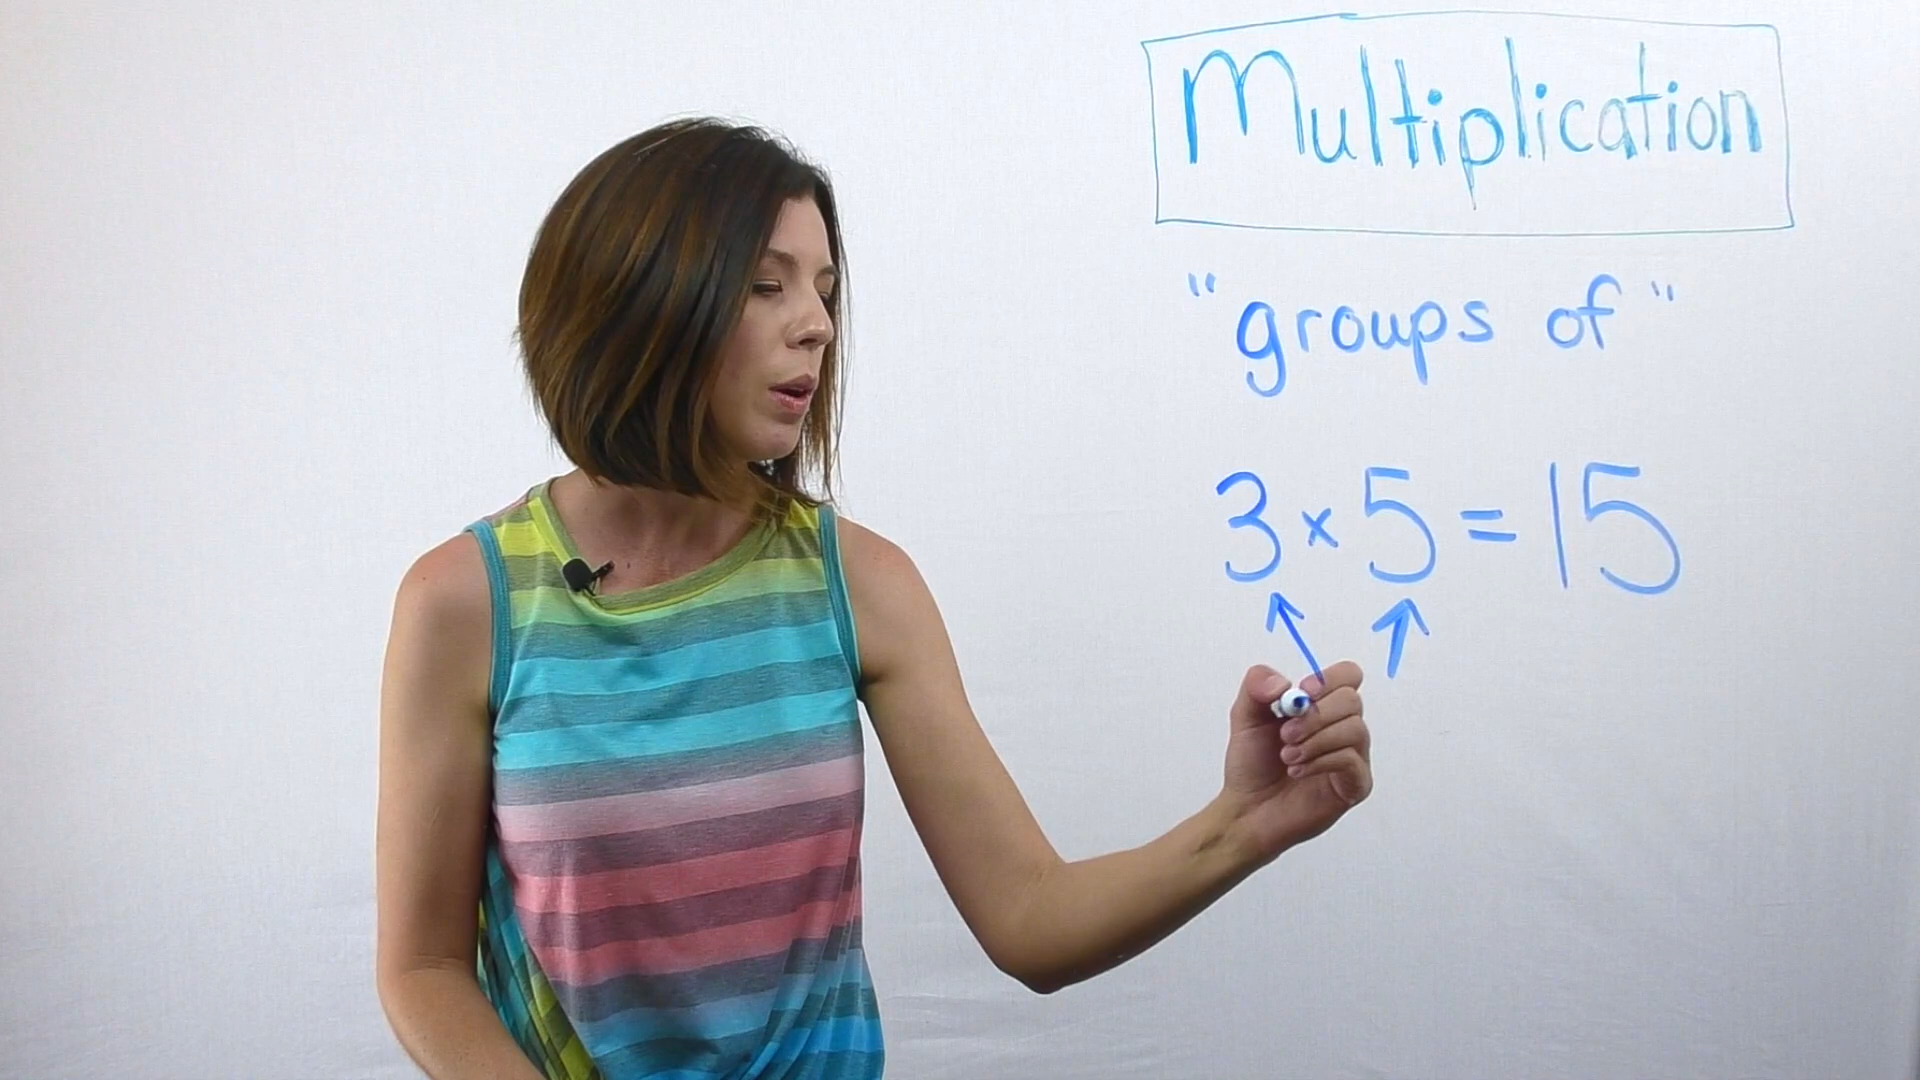 Multiplication
"groups of"
3 x 5 = 15